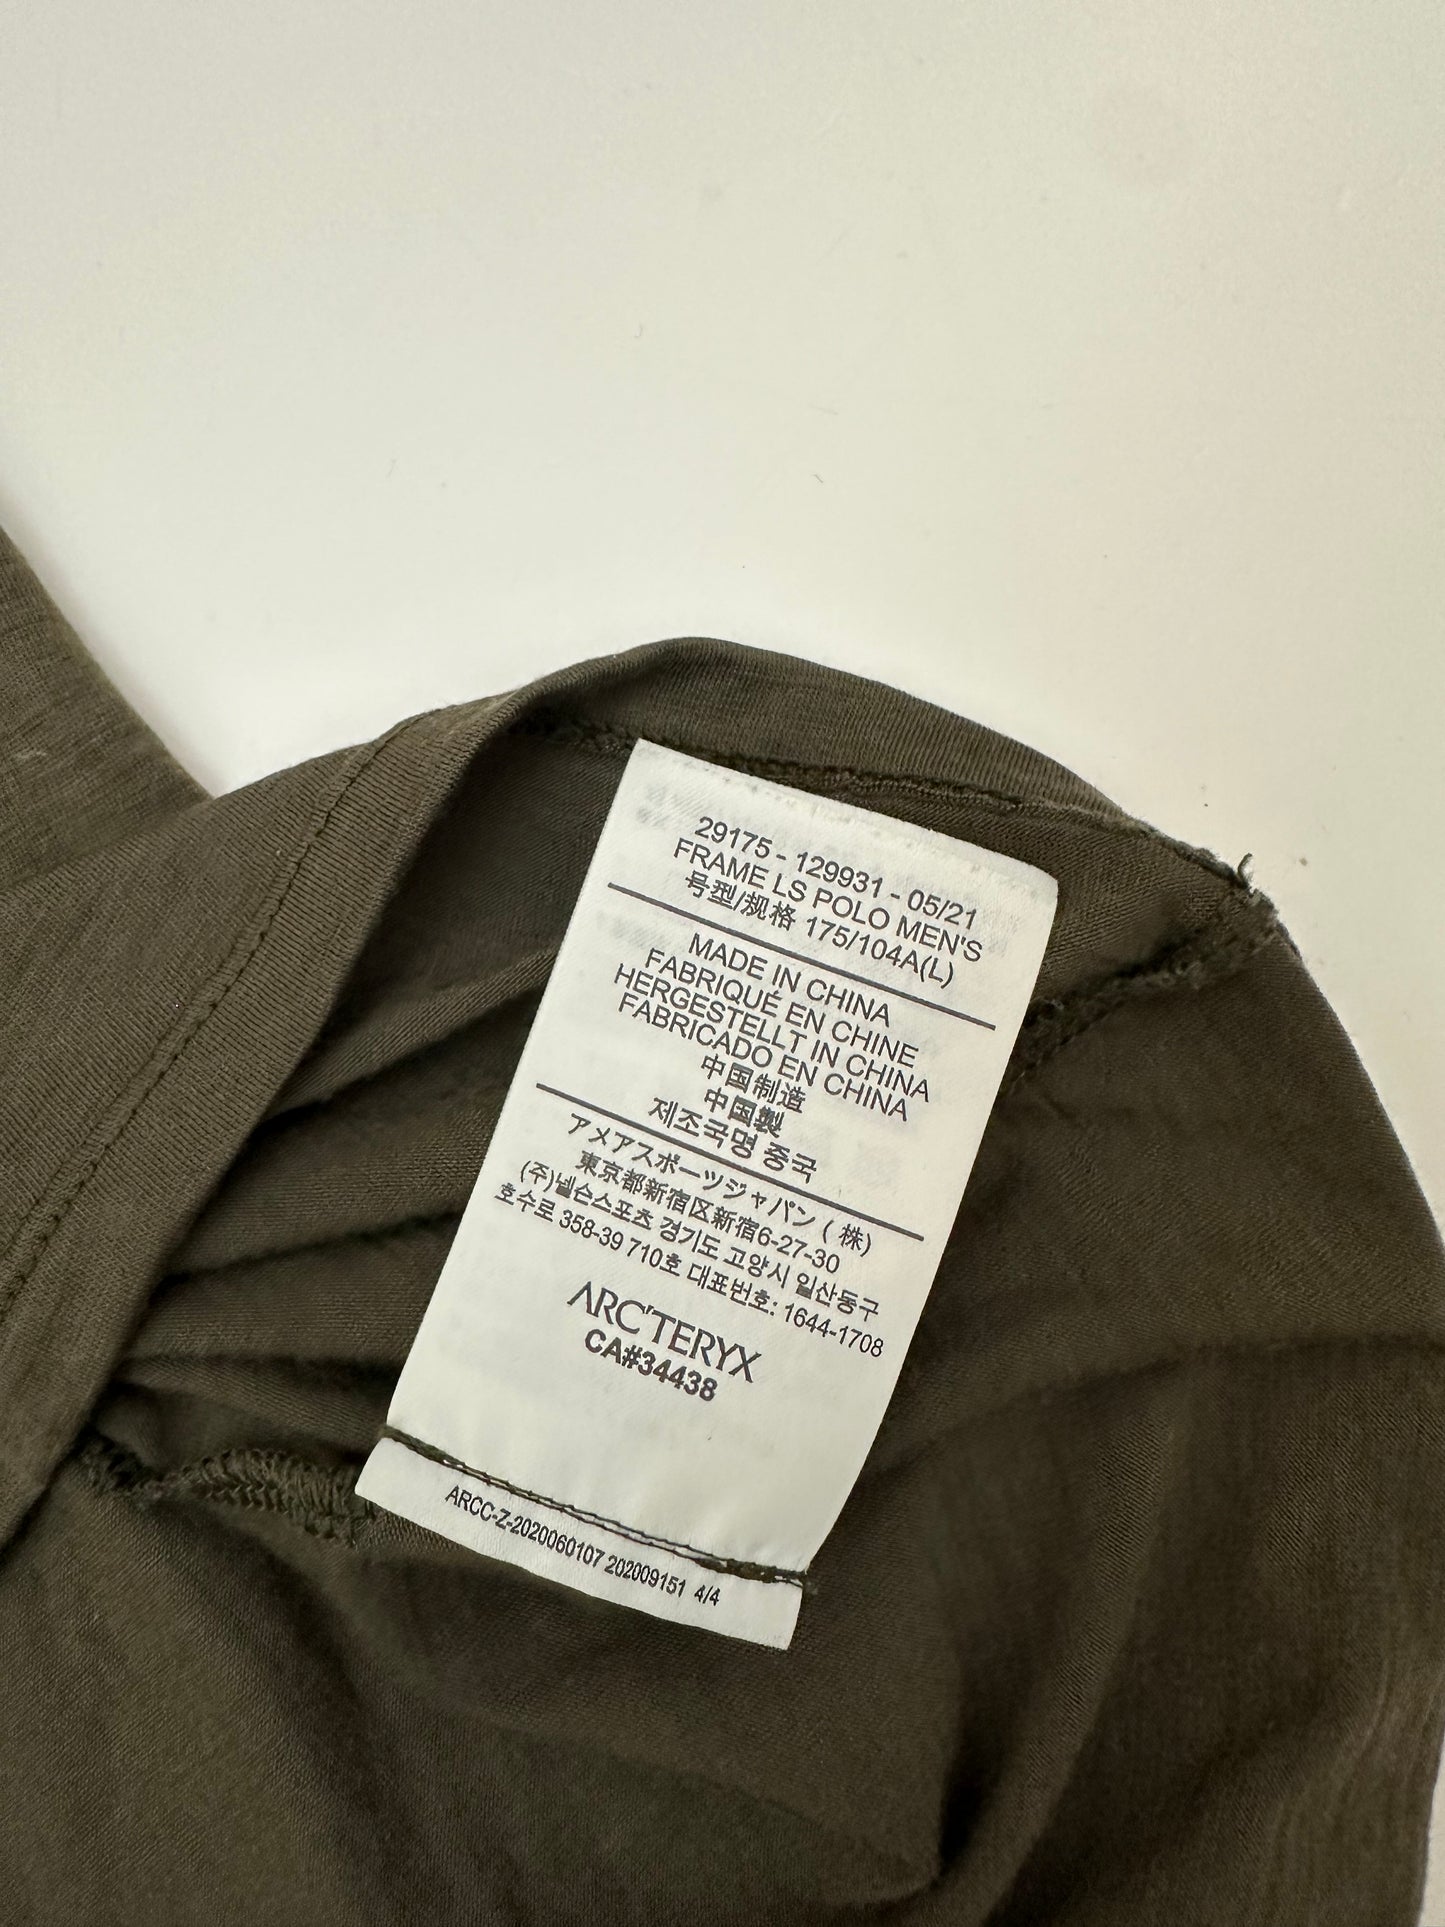 29175 - 129931 - 05/21
FRAME LS POLO MEN'S
号型/规格 175/104A(L)
MADE IN CHINA
FABRIQUÉ EN CHINE
HERGESTELLT IN CHINA
FABRICADO EN CHINA
中国制造
中国製
제조국명 중국
アメアスポーツジャパン ( 株)
東京都新宿区新宿6-27-30
(주)넬슨스포츠 경기도 고양시 일산동구
호수로 358-39 710호 대표번호: 1644-1708
ARC'TERYX
CA#34438
ARCC-Z-2020060107 202009151 4/4